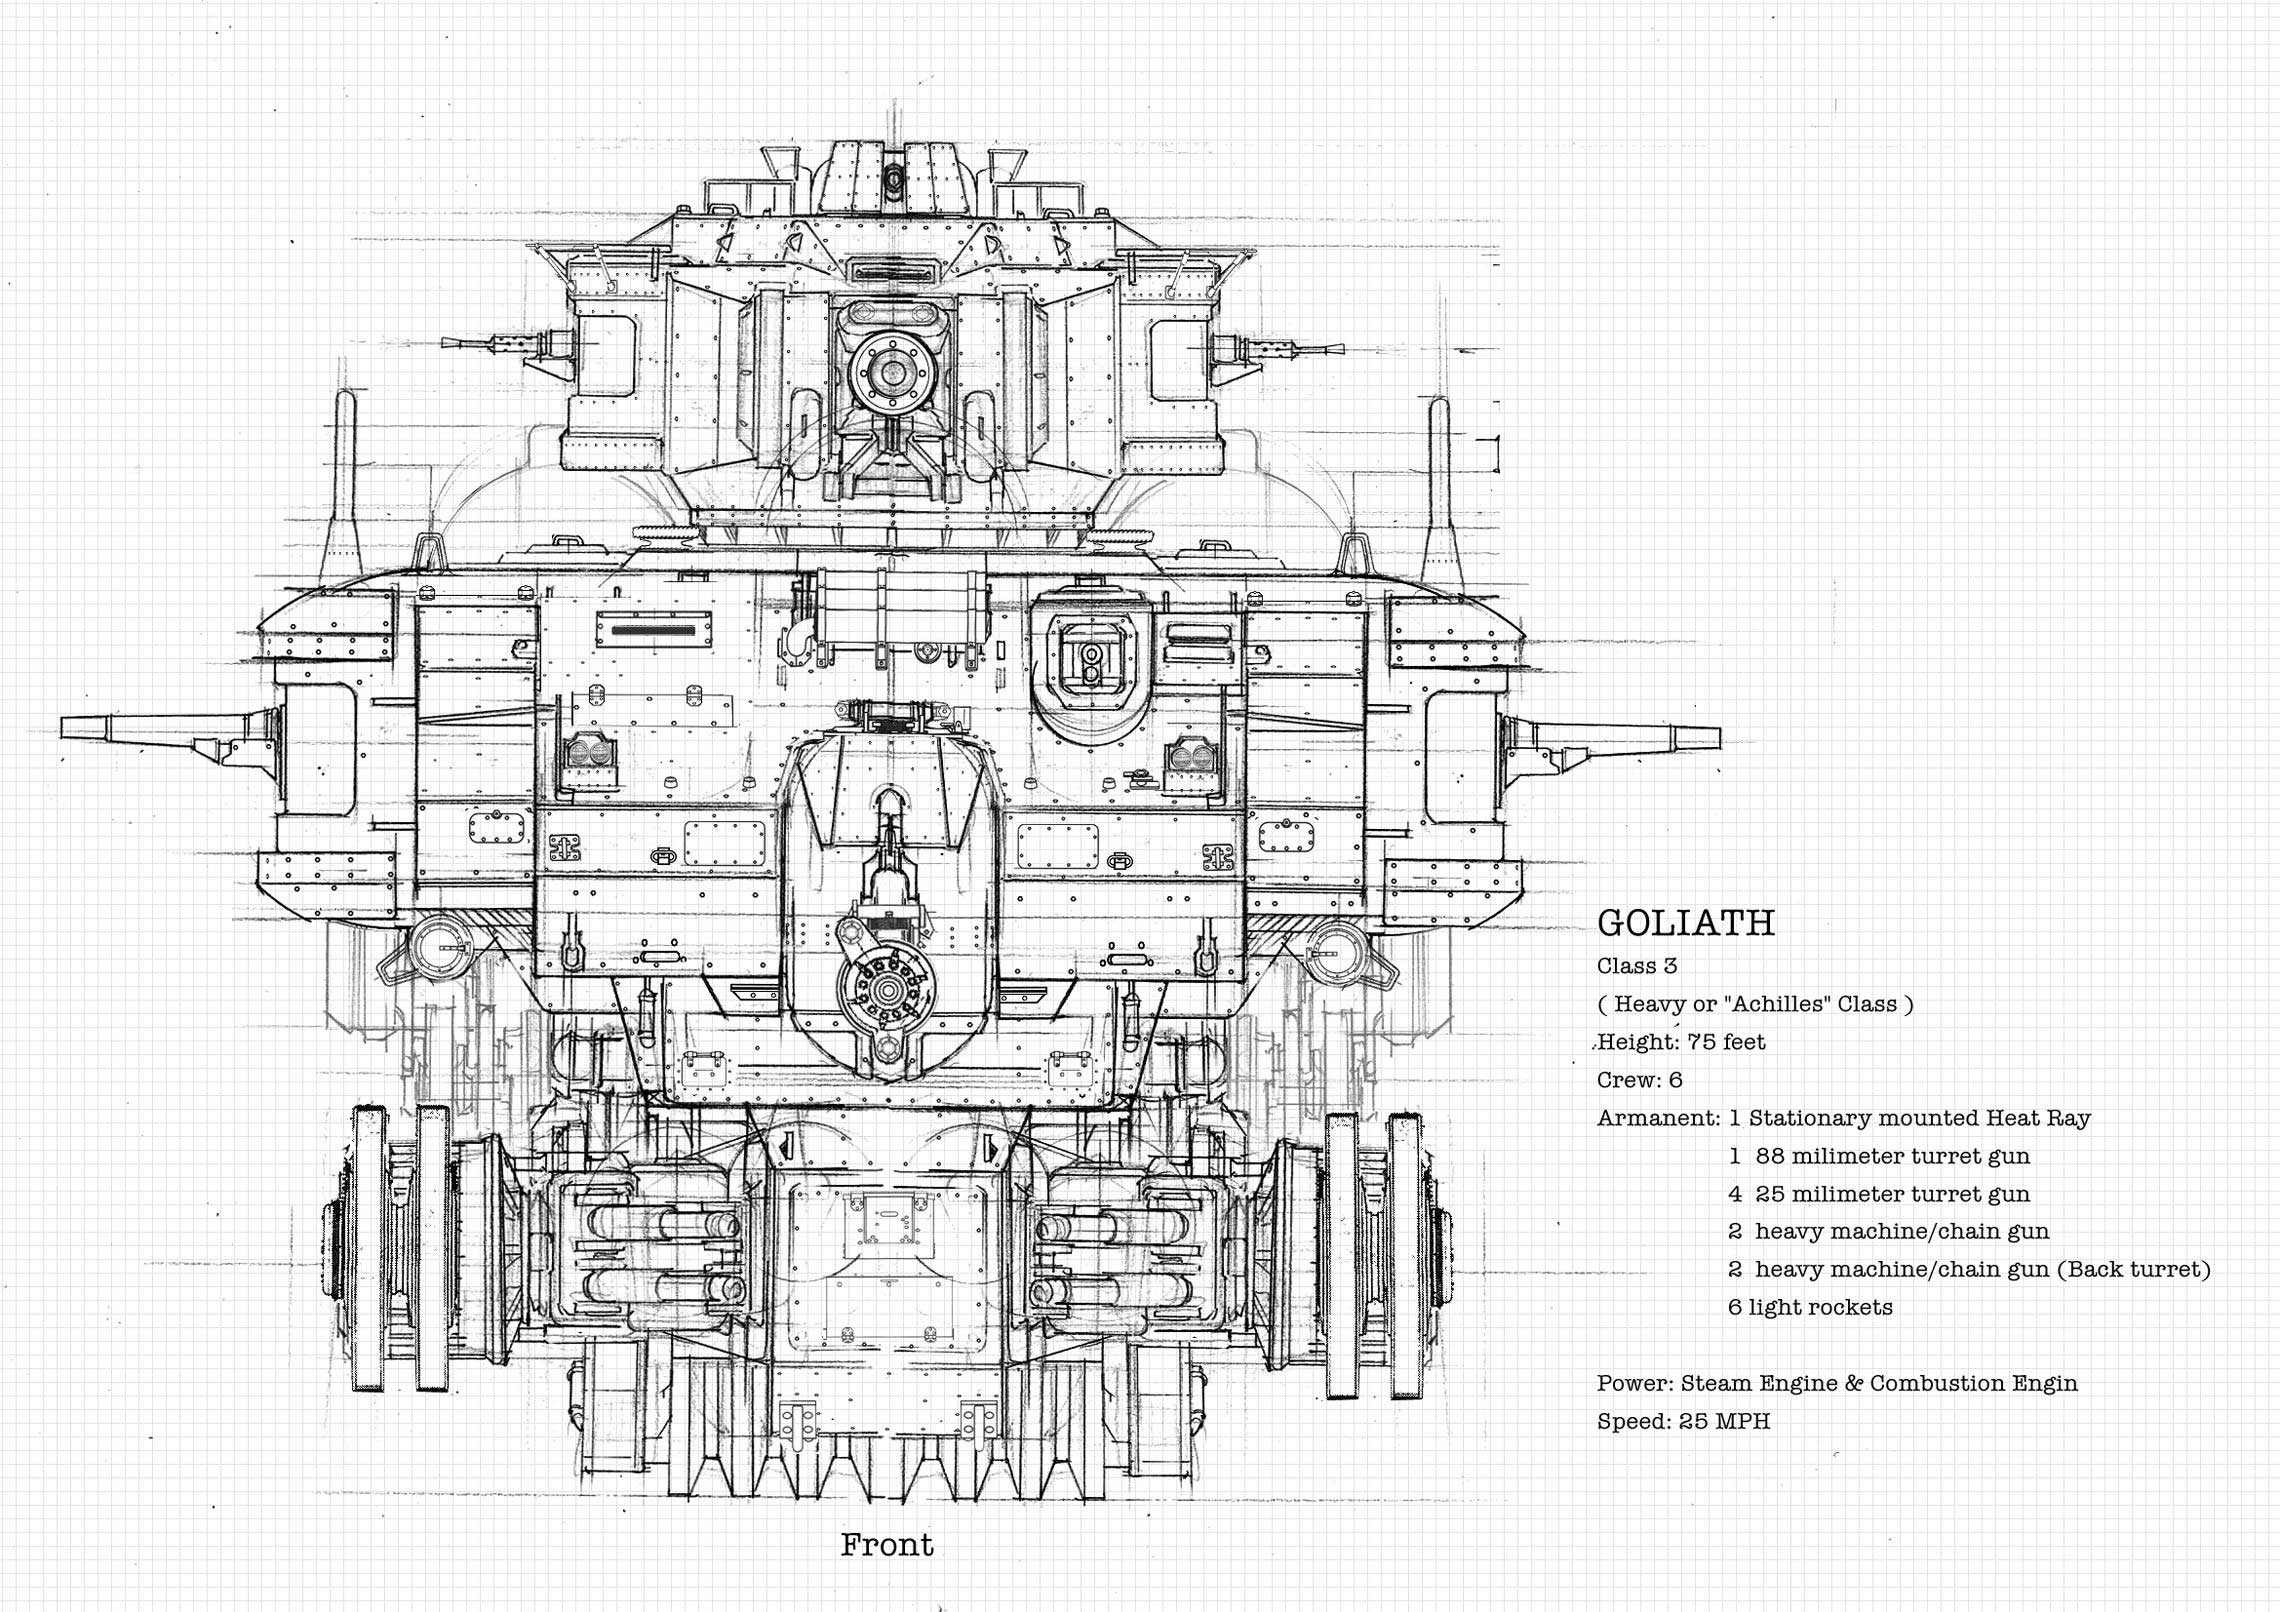 GOLIATH
Class 3
( Heavy or "Achilles" Class )
Height: 75 feet
Crew: 6
Armanent: 1 Stationary mounted Heat Ray
1 88 milimeter turret gun
4 25 milimeter turret gun
2 heavy machine/chain gun
2 heavy machine/chain gun (Back turret)
6 light rockets
Power: Steam Engine & Combustion Engin
Speed: 25 MPH
Front